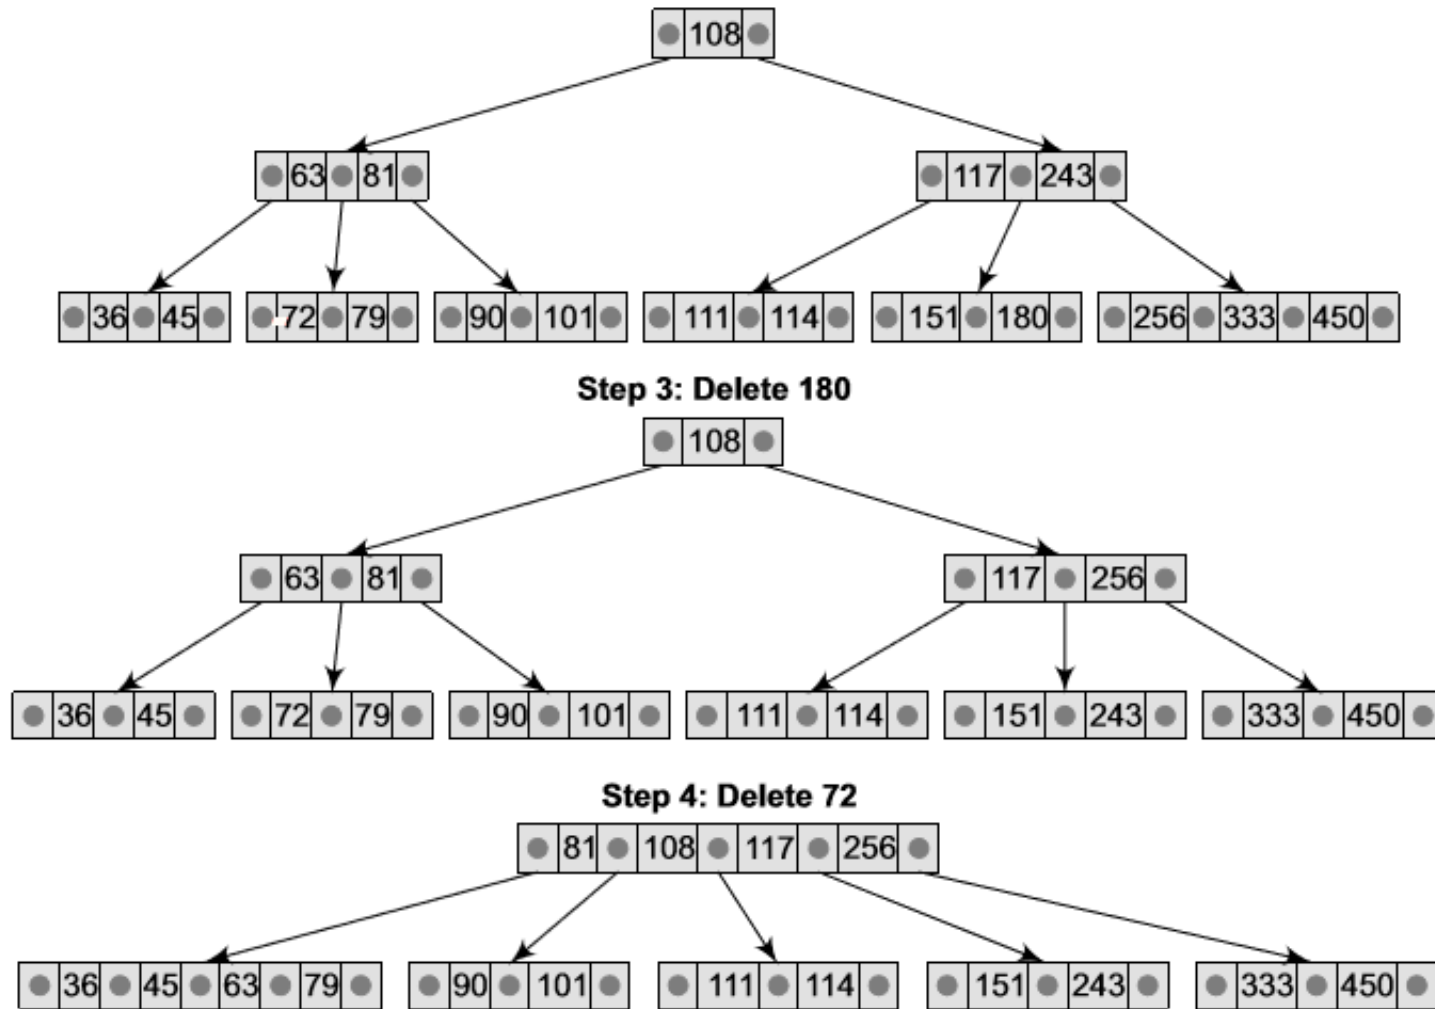 108
63 81 117 243
36 45 72 79 90 101 111 114 151 180 256 333 450
Step 3: Delete 180
108
63 81 117 256
36 45 72 79 90 101 111 114 151 243 333 450
Step 4: Delete 72
81 108 117 256
36 45 63 79 90 101 111 114 151 243 333 450